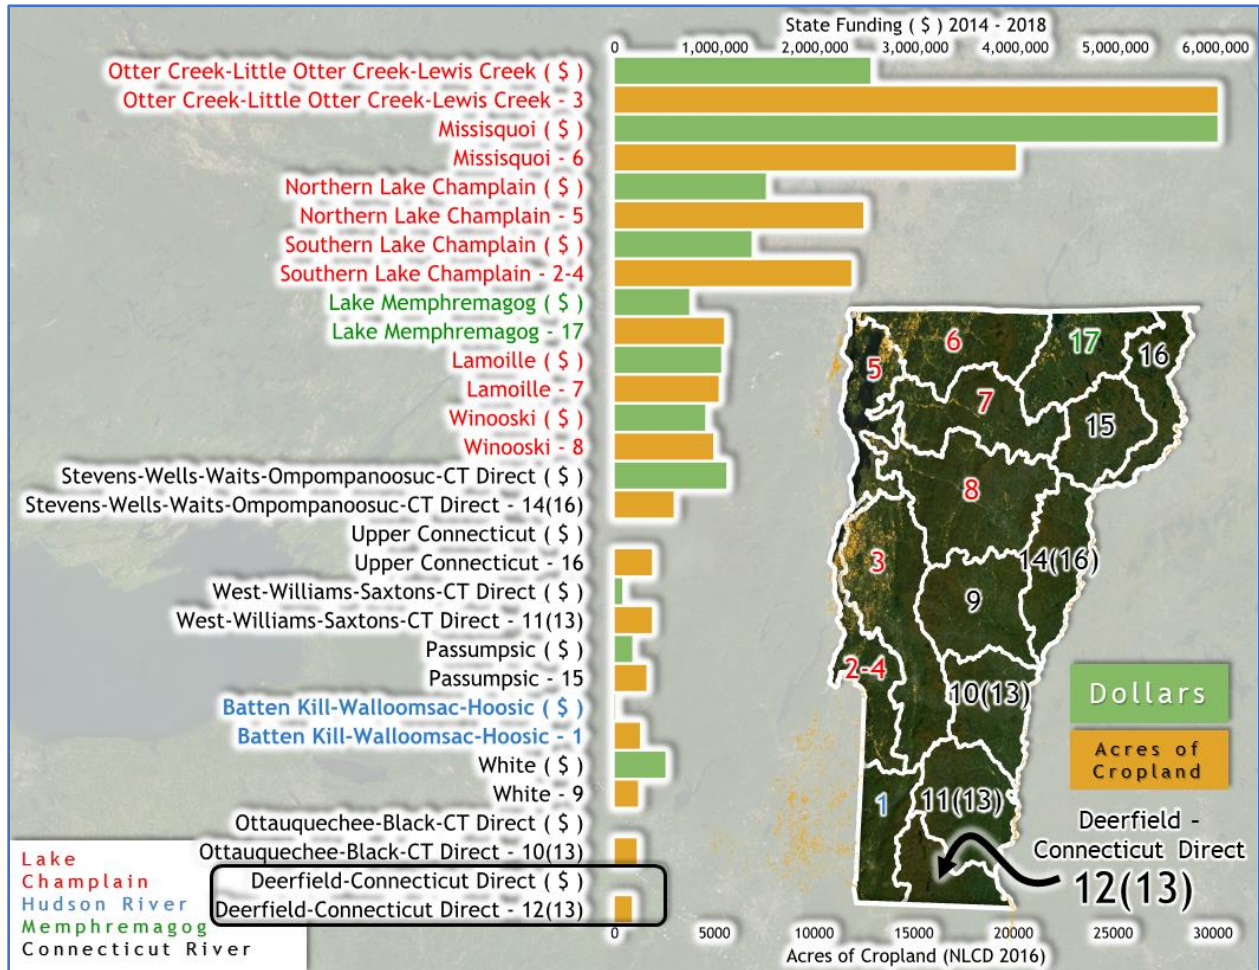 State Funding ( $ ) 2014 - 2018
0 1,000,000 2,000,000 3,000,000 4,000,000 5,000,000 6,000,000
Otter Creek-Little Otter Creek-Lewis Creek ( $ )
Otter Creek-Little Otter Creek-Lewis Creek - 3
Missisquoi ( $ )
Missisquoi - 6
Northern Lake Champlain ( $ )
Northern Lake Champlain - 5
Southern Lake Champlain ( $ )
Southern Lake Champlain - 2-4
Lake Memphremagog ( $ )
Lake Memphremagog - 17
Lamoille ( $ )
Lamoille - 7
Winooski ( $ )
Winooski - 8
Stevens-Wells-Waits-Ompompanoosuc-CT Direct ( $ )
Stevens-Wells-Waits-Ompompanoosuc-CT Direct - 14(16)
Upper Connecticut ( $ )
Upper Connecticut - 16
West-Williams-Saxtons-CT Direct ( $ )
West-Williams-Saxtons-CT Direct - 11(13)
Passumpsic ( $ )
Passumpsic - 15
Batten Kill-Walloomsac-Hoosic ( $ )
Batten Kill-Walloomsac-Hoosic - 1
White ( $ )
White - 9
Ottauquechee-Black-CT Direct ( $ )
Ottauquechee-Black-CT Direct - 10(13)
Deerfield-Connecticut Direct ( $ )
Deerfield-Connecticut Direct - 12(13)
6
17
16
5
7
15
8
3
14(16)
9
2-4
10(13)
1
11(13)
Dollars
Acres of
Cropland
Deerfield -
Connecticut Direct
12(13)
Lake
Champlain
Hudson River
Memphremagog
Connecticut River
0 5000 10000 15000 20000 25000 30000
Acres of Cropland (NLCD 2016)